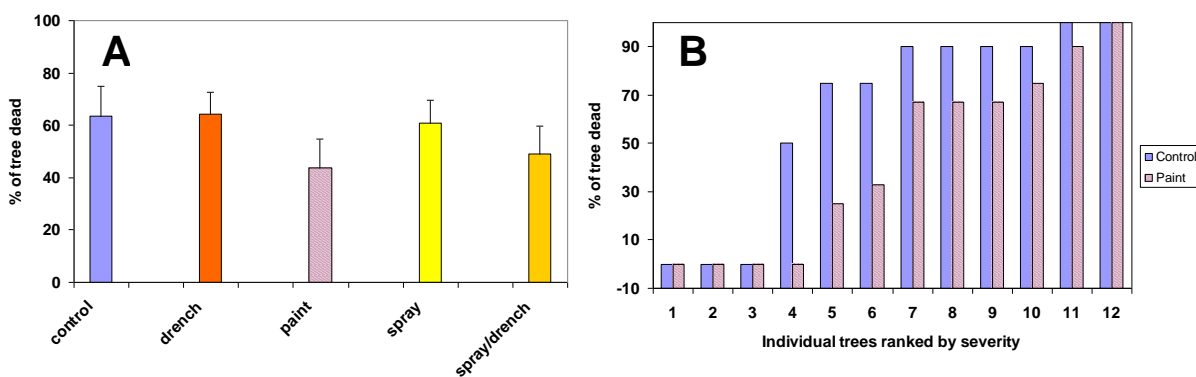 A
% of tree dead
100
80
60
40
20
0
control
drench
paint
spray
spray/drench
B
% of tree dead
90
70
50
30
10
-10
1 2 3 4 5 6 7 8 9 10 11 12
Individual trees ranked by severity
Control
Paint